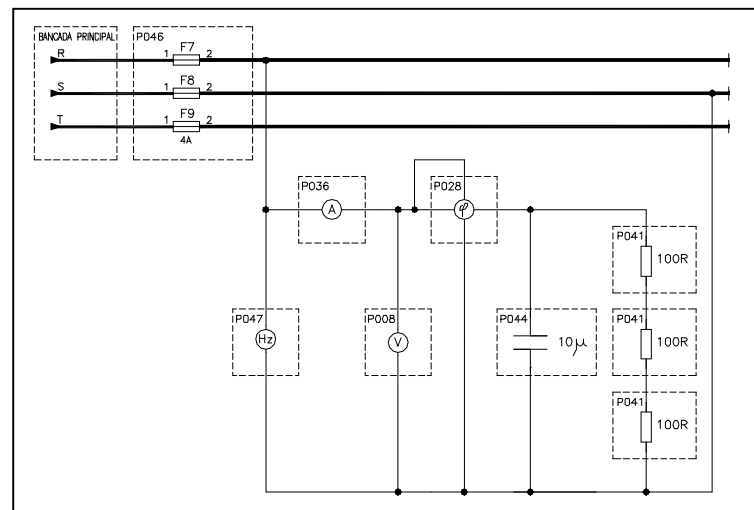 BANCADA PRINCIPAL
P046
R
1 F7 2
S
1 F8 2
T
1 F9 2
4A
P036
A
P028
φ
P041
100R
P047
Hz
P008
V
P044
10μ
P041
100R
P041
100R